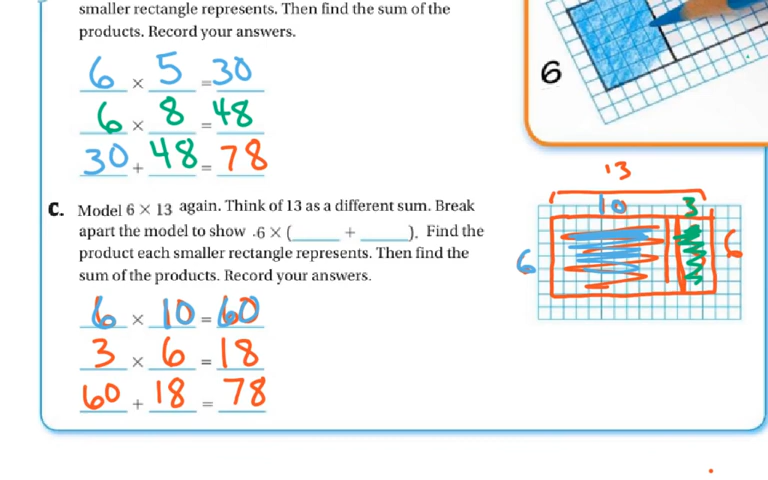 smaller rectangle represents. Then find the sum of the
products. Record your answers.
6 × 5 = 30
6 × 8 = 48
30 + 48 = 78
6
C. Model 6 × 13 again. Think of 13 as a different sum. Break
apart the model to show .6 × (_____ + _____). Find the
product each smaller rectangle represents. Then find the
sum of the products. Record your answers.
6 × 10 = 60
3 × 6 = 18
60 + 18 = 78
13
10 3
6 6